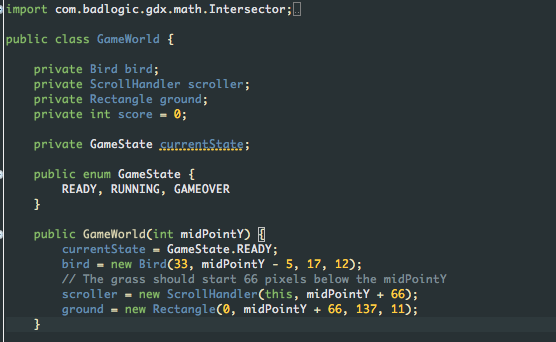 import com.badlogic.gdx.math.Intersector;
public class GameWorld {
private Bird bird;
private ScrollHandler scroller;
private Rectangle ground;
private int score = 0;
private GameState currentState;
public enum GameState {
READY, RUNNING, GAMEOVER
}
public GameWorld(int midPointY) {
currentState = GameState.READY;
bird = new Bird(33, midPointY - 5, 17, 12);
// The grass should start 66 pixels below the midPointY
scroller = new ScrollHandler(this, midPointY + 66);
ground = new Rectangle(0, midPointY + 66, 137, 11);
}